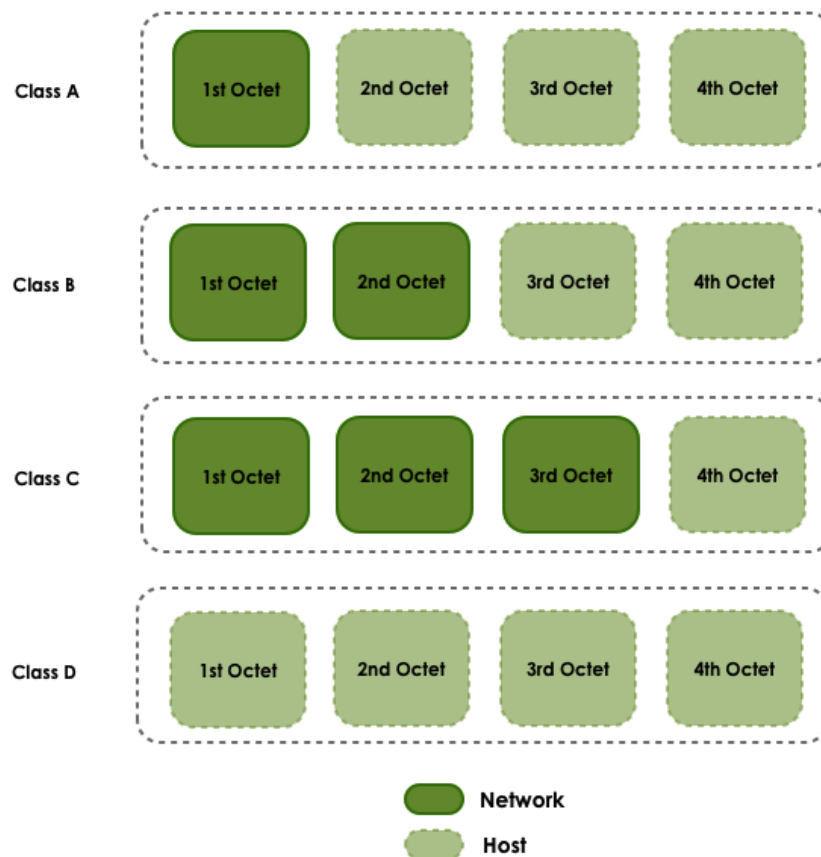 Class A
1st Octet
2nd Octet
3rd Octet
4th Octet
Class B
1st Octet
2nd Octet
3rd Octet
4th Octet
Class C
1st Octet
2nd Octet
3rd Octet
4th Octet
Class D
1st Octet
2nd Octet
3rd Octet
4th Octet
Network
Host